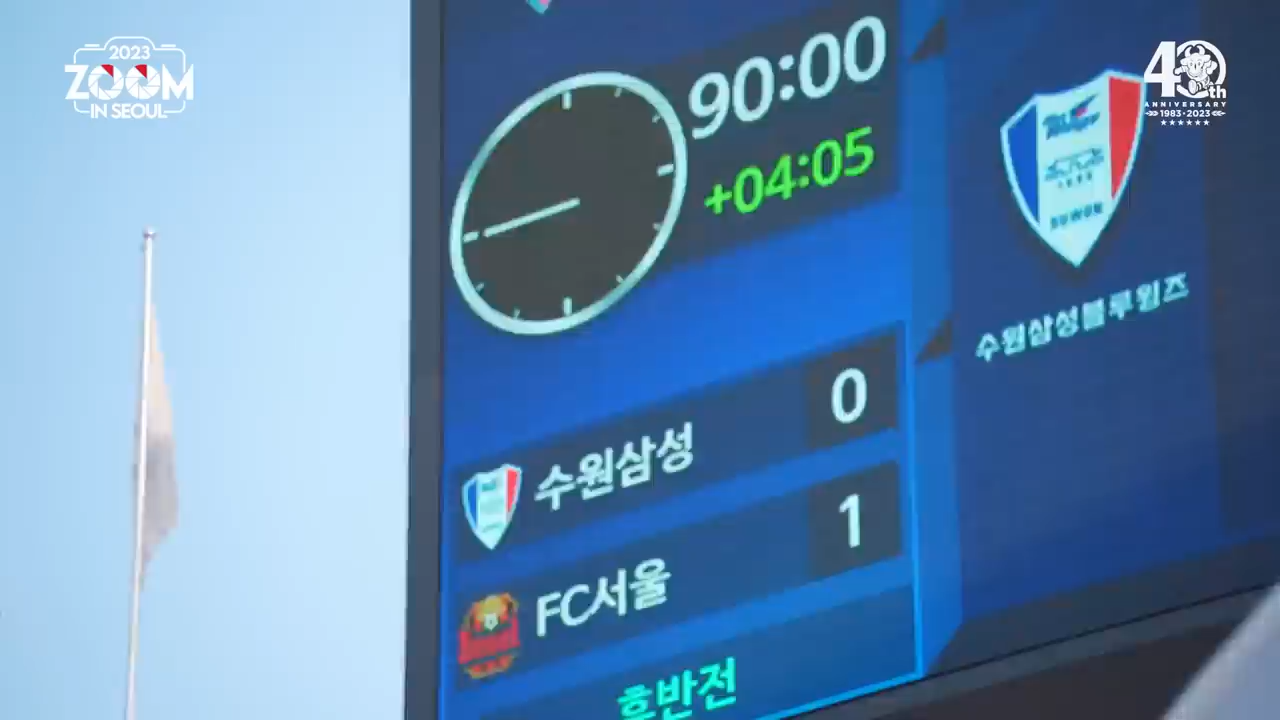 2023
ZOOM
IN SEOUL
40th
ANNIVERSARY
1983-2023
90:00
+04:05
수원삼성블루윙즈
수원삼성 0
FC서울 1
후반전
SUWON